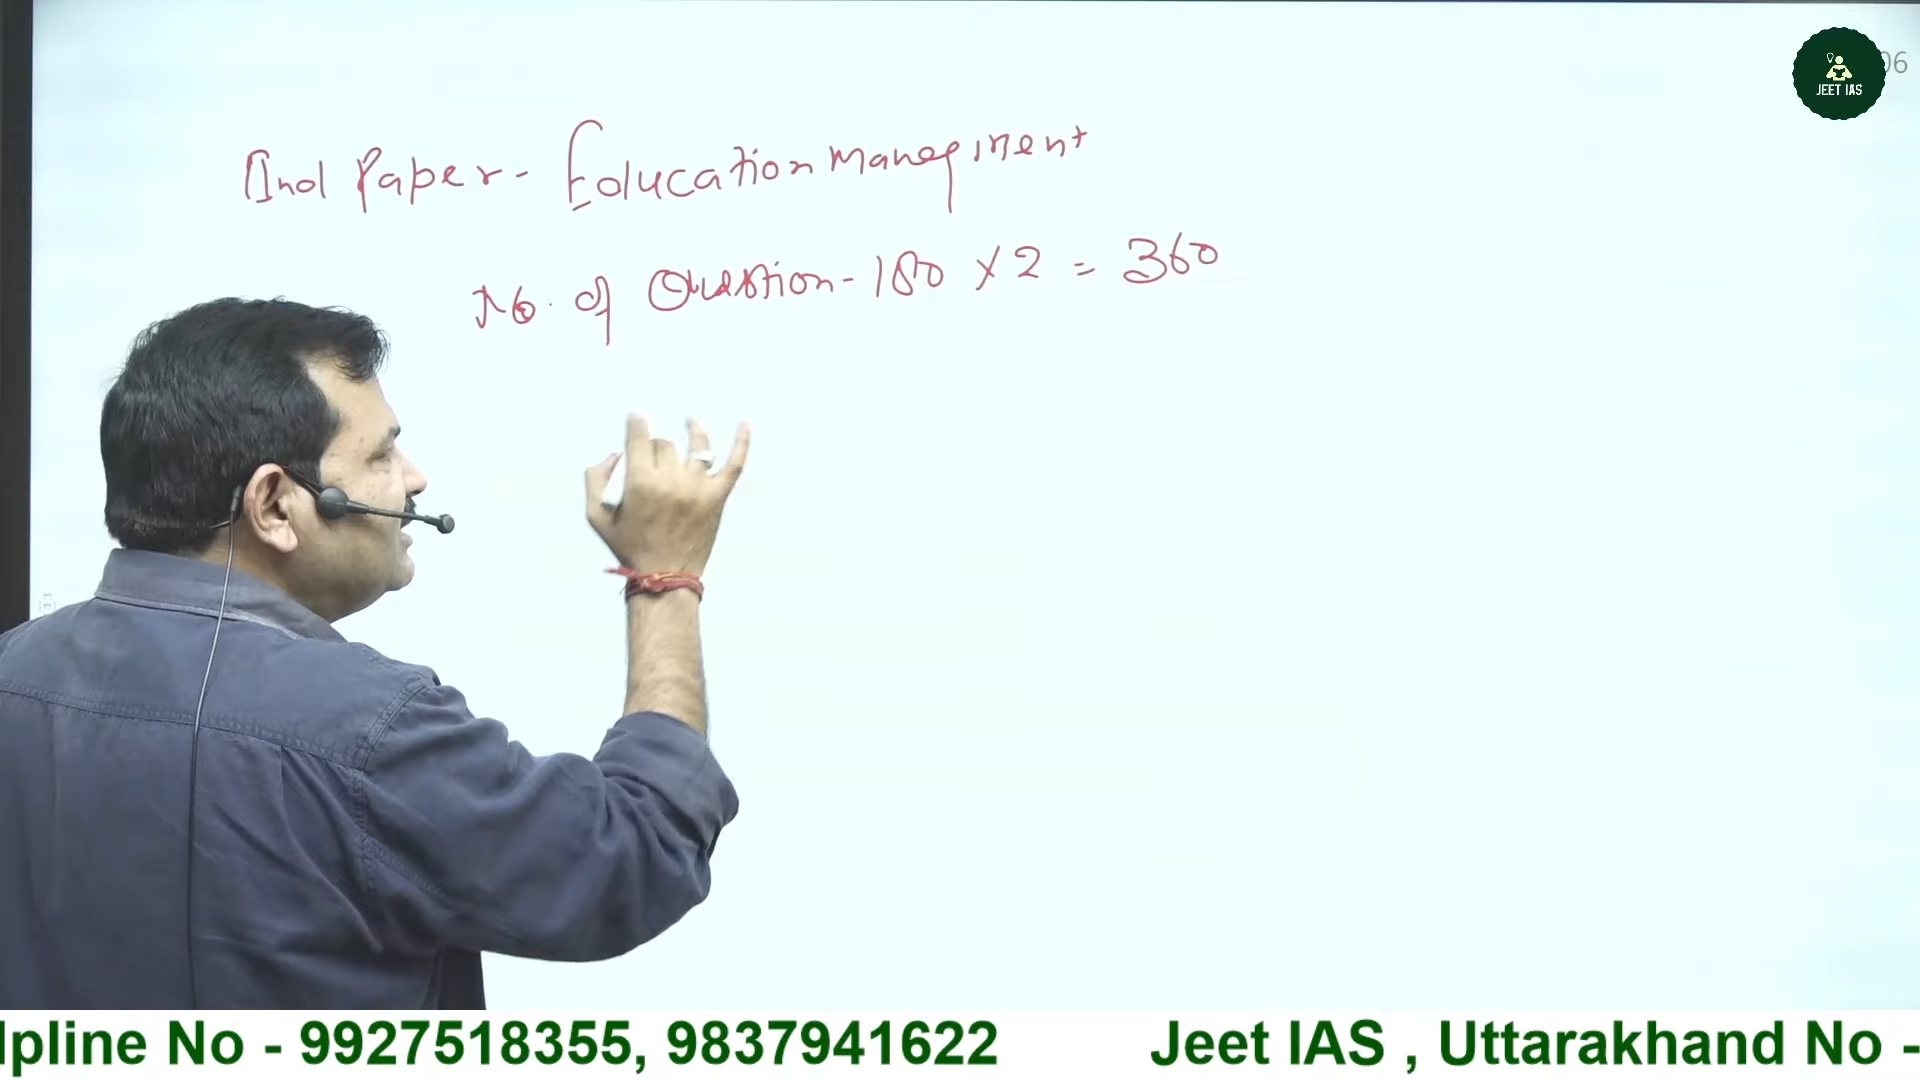 06
JEET IAS
IInd Paper - Education Management
No. of Question - 180 × 2 = 360
lpline No - 9927518355, 9837941622 Jeet IAS , Uttarakhand No -